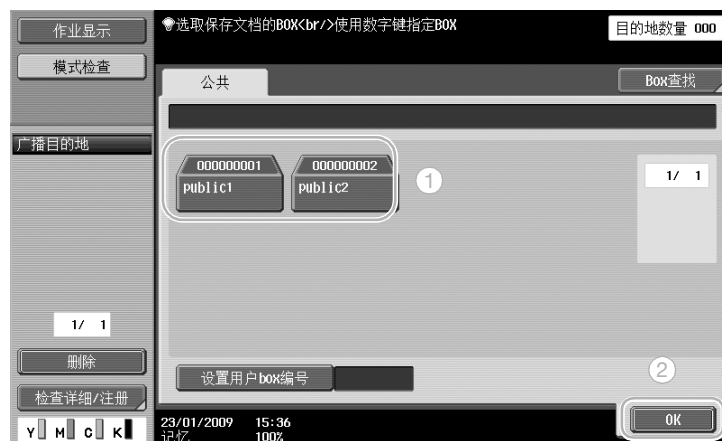 作业显示
模式检查
选取保存文档的BOX<br/>使用数字键指定BOX
目的地数量 000
公共
Box查找
广播目的地
000000001
public1
000000002
public2
1
1/ 1
1/ 1
删除
检查详细/注册
设置用户box编号
2
OK
Y M C K
23/01/2009 15:36
记忆 100%